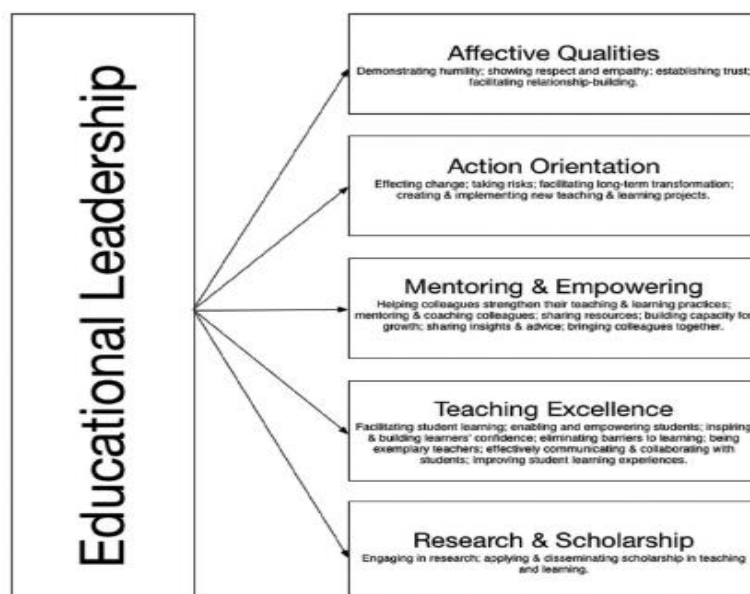 Educational Leadership
Affective Qualities
Demonstrating humility; showing respect and empathy; establishing trust;
facilitating relationship-building.
Action Orientation
Effecting change; taking risks; facilitating long-term transformation;
creating & implementing new teaching & learning projects.
Mentoring & Empowering
Helping colleagues strengthen their teaching & learning practices;
mentoring & coaching colleagues; sharing resources; building capacity for
growth; sharing insights & advice; bringing colleagues together.
Teaching Excellence
Facilitating student learning; enabling and empowering students; inspiring
& building learners' confidence; eliminating barriers to learning; being
exemplary teachers; effectively communicating & collaborating with
students; improving student learning experiences.
Research & Scholarship
Engaging in research; applying & disseminating scholarship in teaching
and learning.